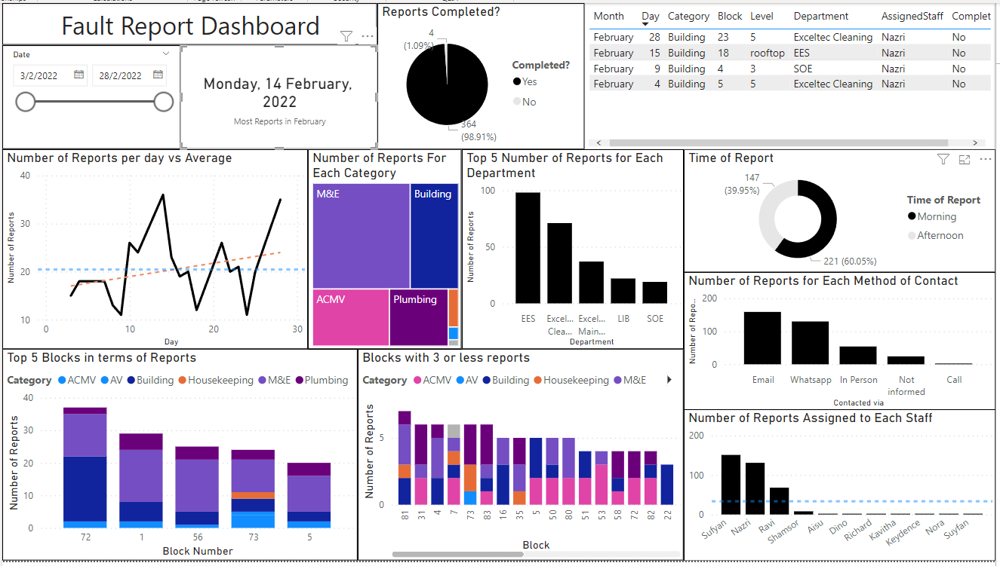 Fault Report Dashboard
Date
3/2/2022
28/2/2022
Monday, 14 February,
2022
Most Reports in February
Reports Completed?
4
(1.09%)
364
(98.91%)
Completed?
Yes
No
Month Day Category Block Level Department AssignedStaff Complet
February 28 Building 23 5 Exceltec Cleaning Nazri No
February 15 Building 18 rooftop EES Nazri No
February 9 Building 4 3 SOE Nazri No
February 4 Building 5 5 Exceltec Cleaning Nazri No
Number of Reports per day vs Average
Number of Reports
40
30
20
10
0 10 20 30
Day
Number of Reports For
Each Category
M&E
Building
ACMV
Plumbing
Top 5 Number of Reports for Each
Department
Number of Reports
100
50
0
EES Excel... Excel... LIB SOE
Clea... Main...
Department
Time of Report
147
(39.95%)
221 (60.05%)
Time of Report
Morning
Afternoon
Number of Reports for Each Method of Contact
Number of Repo...
200
100
0
Email Whatsapp In Person Not Call
informed
Contacted via
Top 5 Blocks in terms of Reports
Category ACMV AV Building Housekeeping M&E Plumbing
Number of Reports
40
30
20
10
0
72 1 56 73 5
Block Number
Blocks with 3 or less reports
Category ACMV AV Building Housekeeping M&E
Number of Reports
5
0
81 31 4 7 73 83 16 35 5 50 80 51 53 58 72 82 22
Block
Number of Reports Assigned to Each Staff
200
100
0
Sufyan Nazri Ravi Shamsor Aisu Dino Richard Kavitha Keydence Nora Suyfan